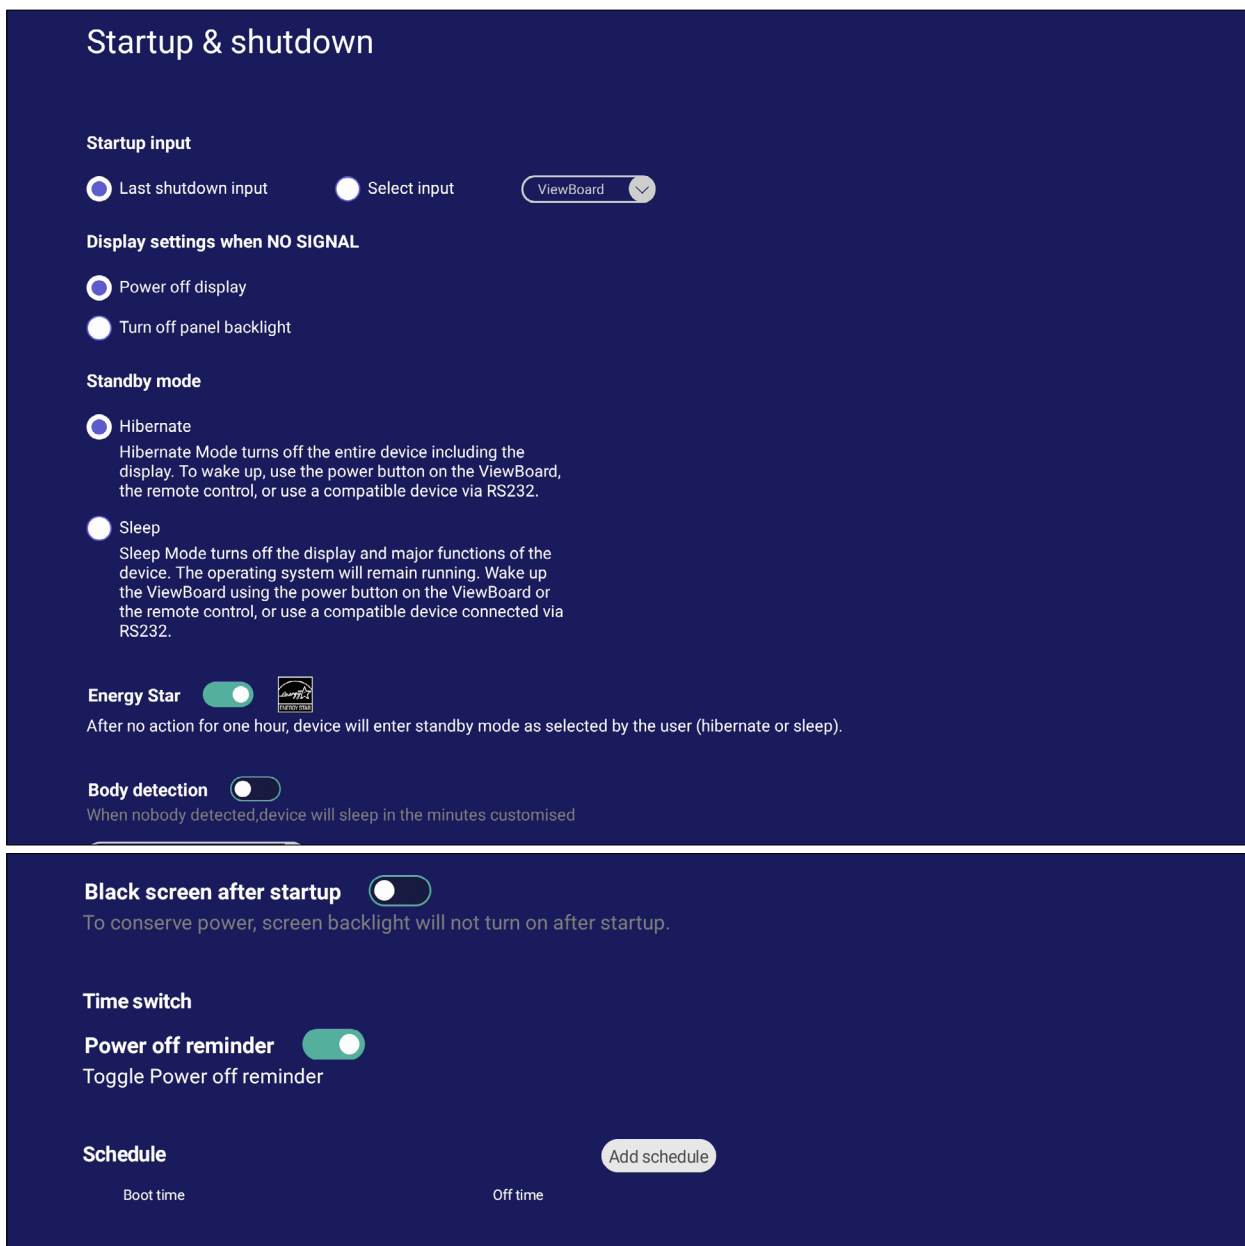 Startup & shutdown
Startup input
Last shutdown input Select input ViewBoard
Display settings when NO SIGNAL
Power off display
Turn off panel backlight
Standby mode
Hibernate
Hibernate Mode turns off the entire device including the
display. To wake up, use the power button on the ViewBoard,
the remote control, or use a compatible device via RS232.
Sleep
Sleep Mode turns off the display and major functions of the
device. The operating system will remain running. Wake up
the ViewBoard using the power button on the ViewBoard or
the remote control, or use a compatible device connected via
RS232.
Energy Star energy ENERGY STAR
After no action for one hour, device will enter standby mode as selected by the user (hibernate or sleep).
Body detection
When nobody detected,device will sleep in the minutes customised
Black screen after startup
To conserve power, screen backlight will not turn on after startup.
Time switch
Power off reminder
Toggle Power off reminder
Schedule Add schedule
Boot time Off time